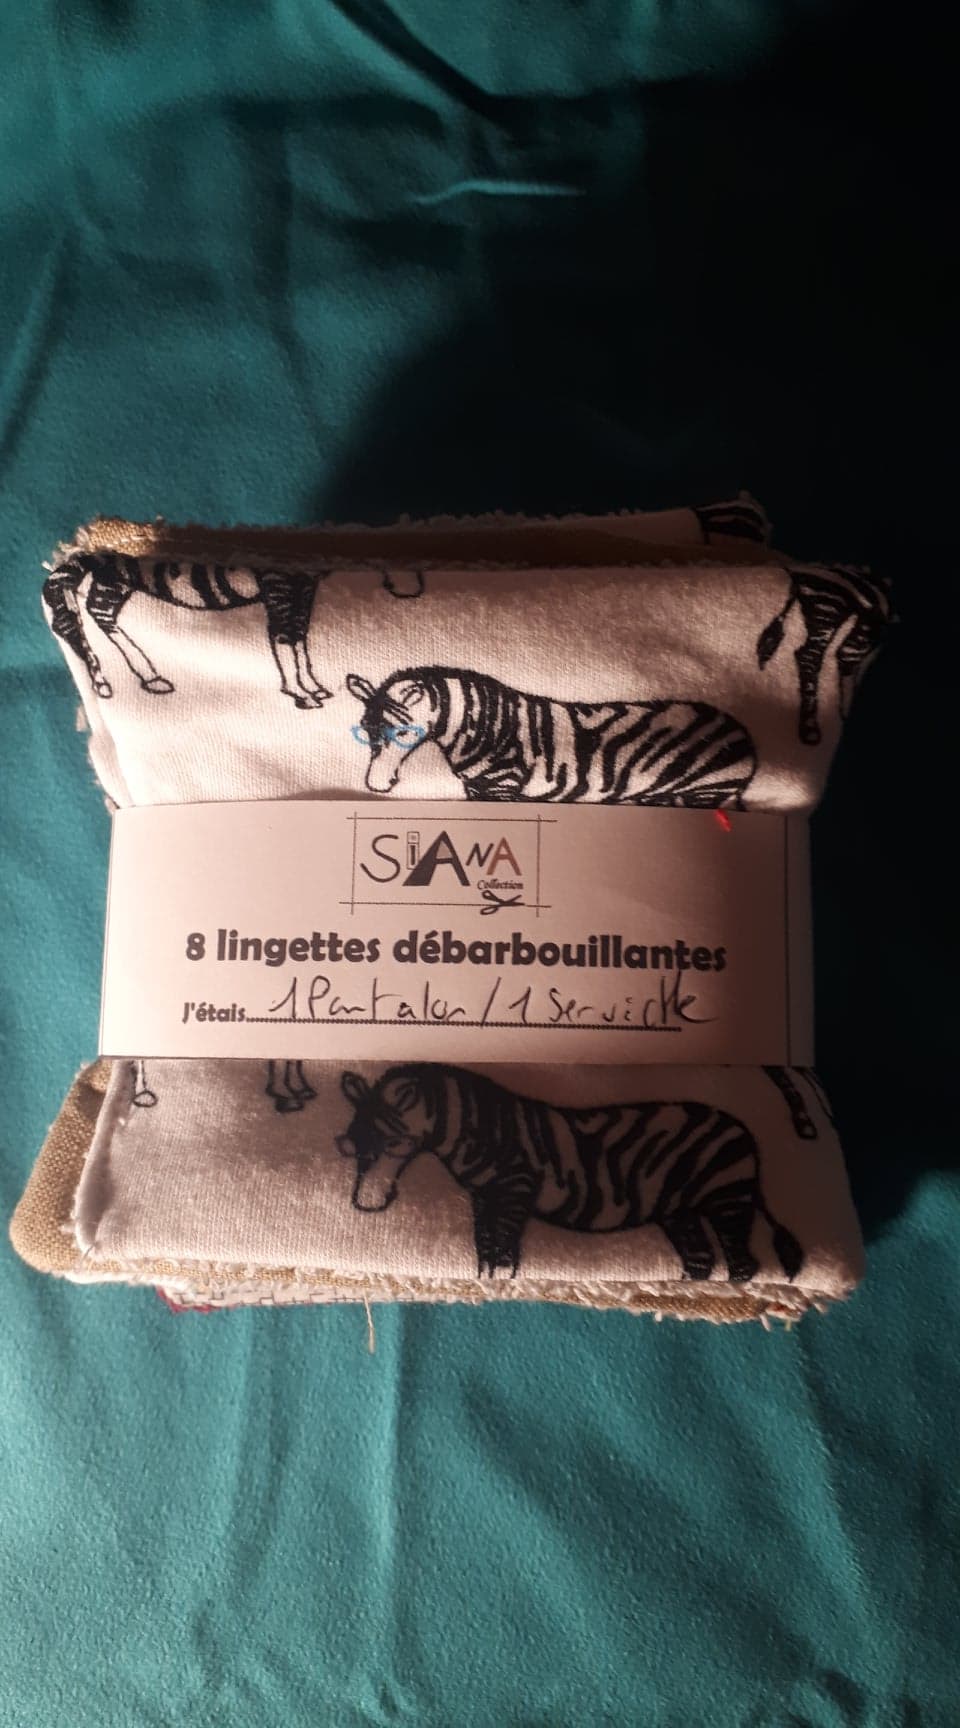 SiANA
Collection
8 lingettes débarbouillantes
J'étais......1 Pantalon / 1 Serviette